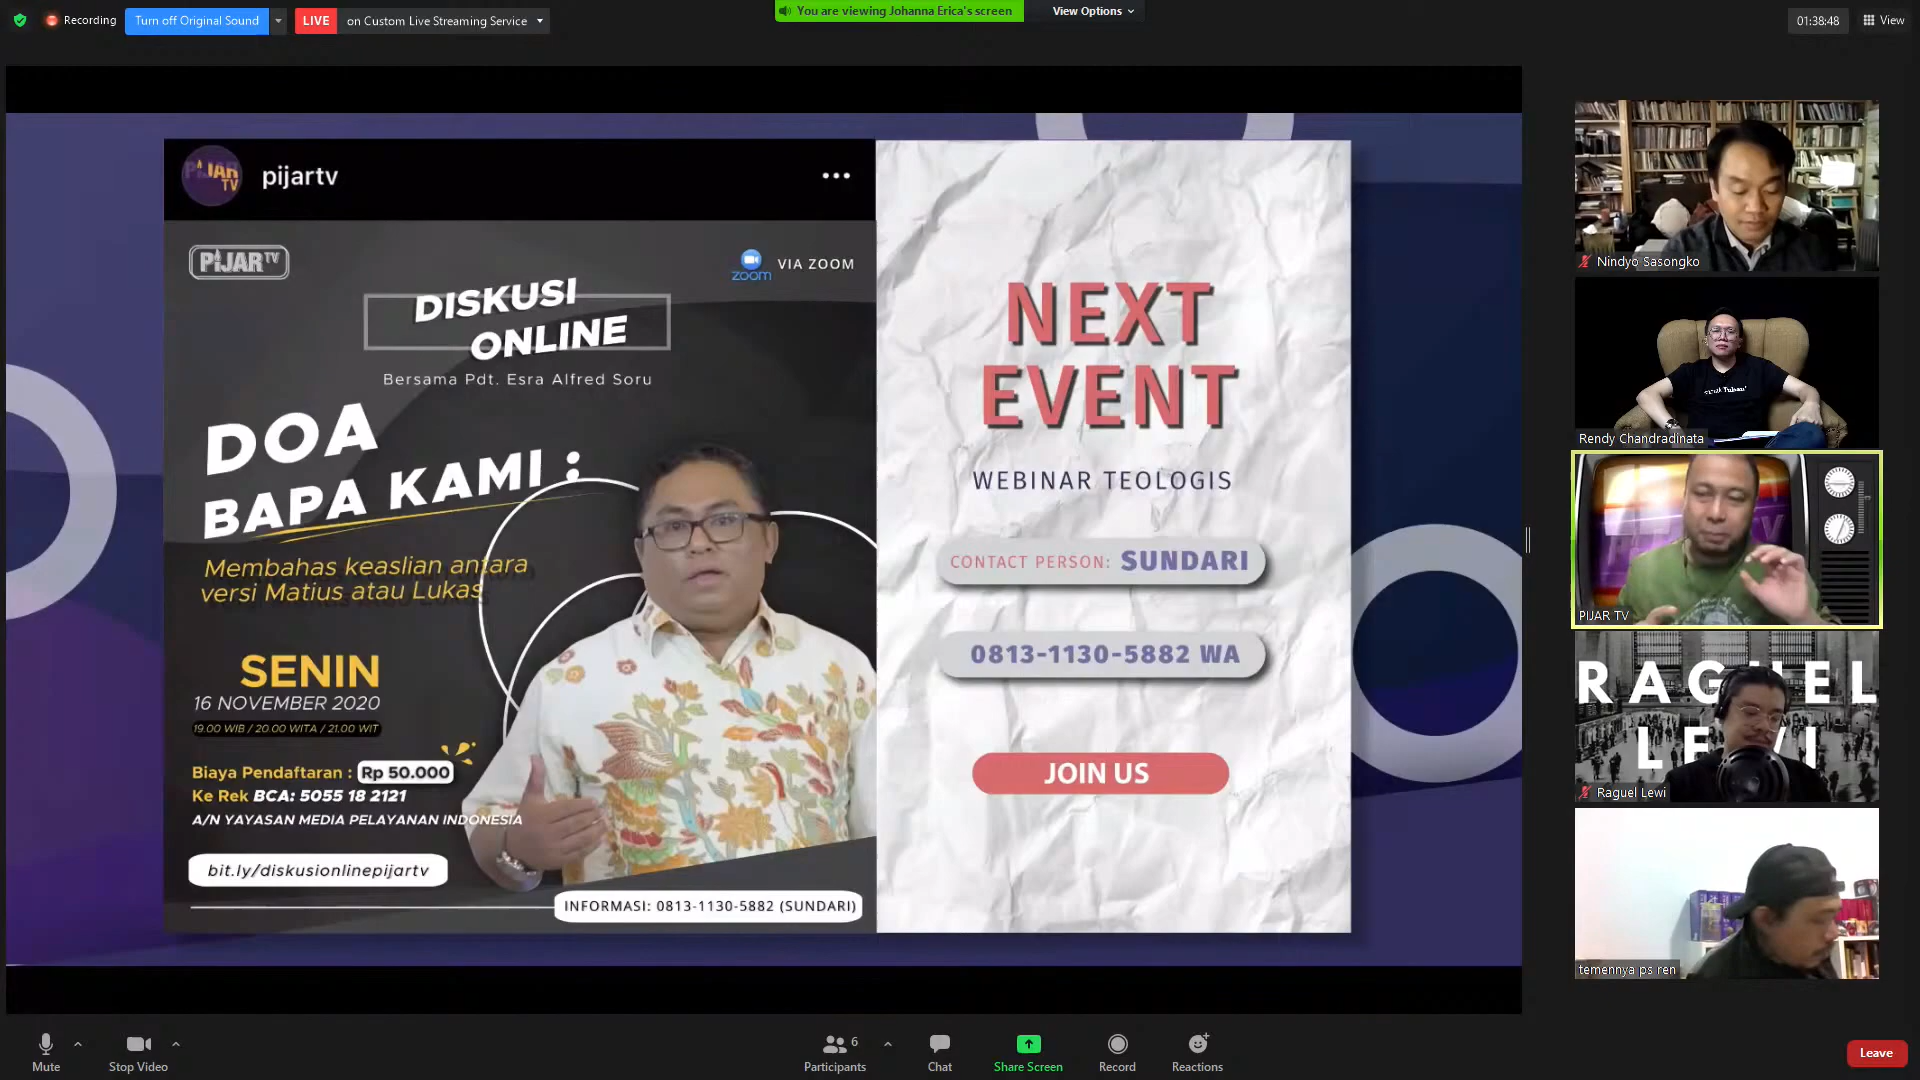 Recording
Turn off Original Sound
LIVE on Custom Live Streaming Service
You are viewing Johanna Erica's screen
View Options
01:38:48
View
PIJAR TV
pijartv
PIJAR TV
zoom VIA ZOOM
DISKUSI
ONLINE
Bersama Pdt. Esra Alfred Soru
DOA
BAPA KAMI :
Membahas keaslian antara
versi Matius atau Lukas
SENIN
16 NOVEMBER 2020
19.00 WIB / 20.00 WITA / 21.00 WIT
Biaya Pendaftaran : Rp 50.000
Ke Rek BCA: 5055 18 2121
A/N YAYASAN MEDIA PELAYANAN INDONESIA
bit.ly/diskusionlinepijartv
INFORMASI: 0813-1130-5882 (SUNDARI)
NEXT
EVENT
WEBINAR TEOLOGIS
CONTACT PERSON: SUNDARI
0813-1130-5882 WA
JOIN US
Nindyo Sasongko
Rendy Chandradinata
PIJAR TV
RAGUEL
LEWI
Raguel Lewi
temennya ps ren
Mute
Stop Video
Participants
6
Chat
Share Screen
Record
Reactions
Leave